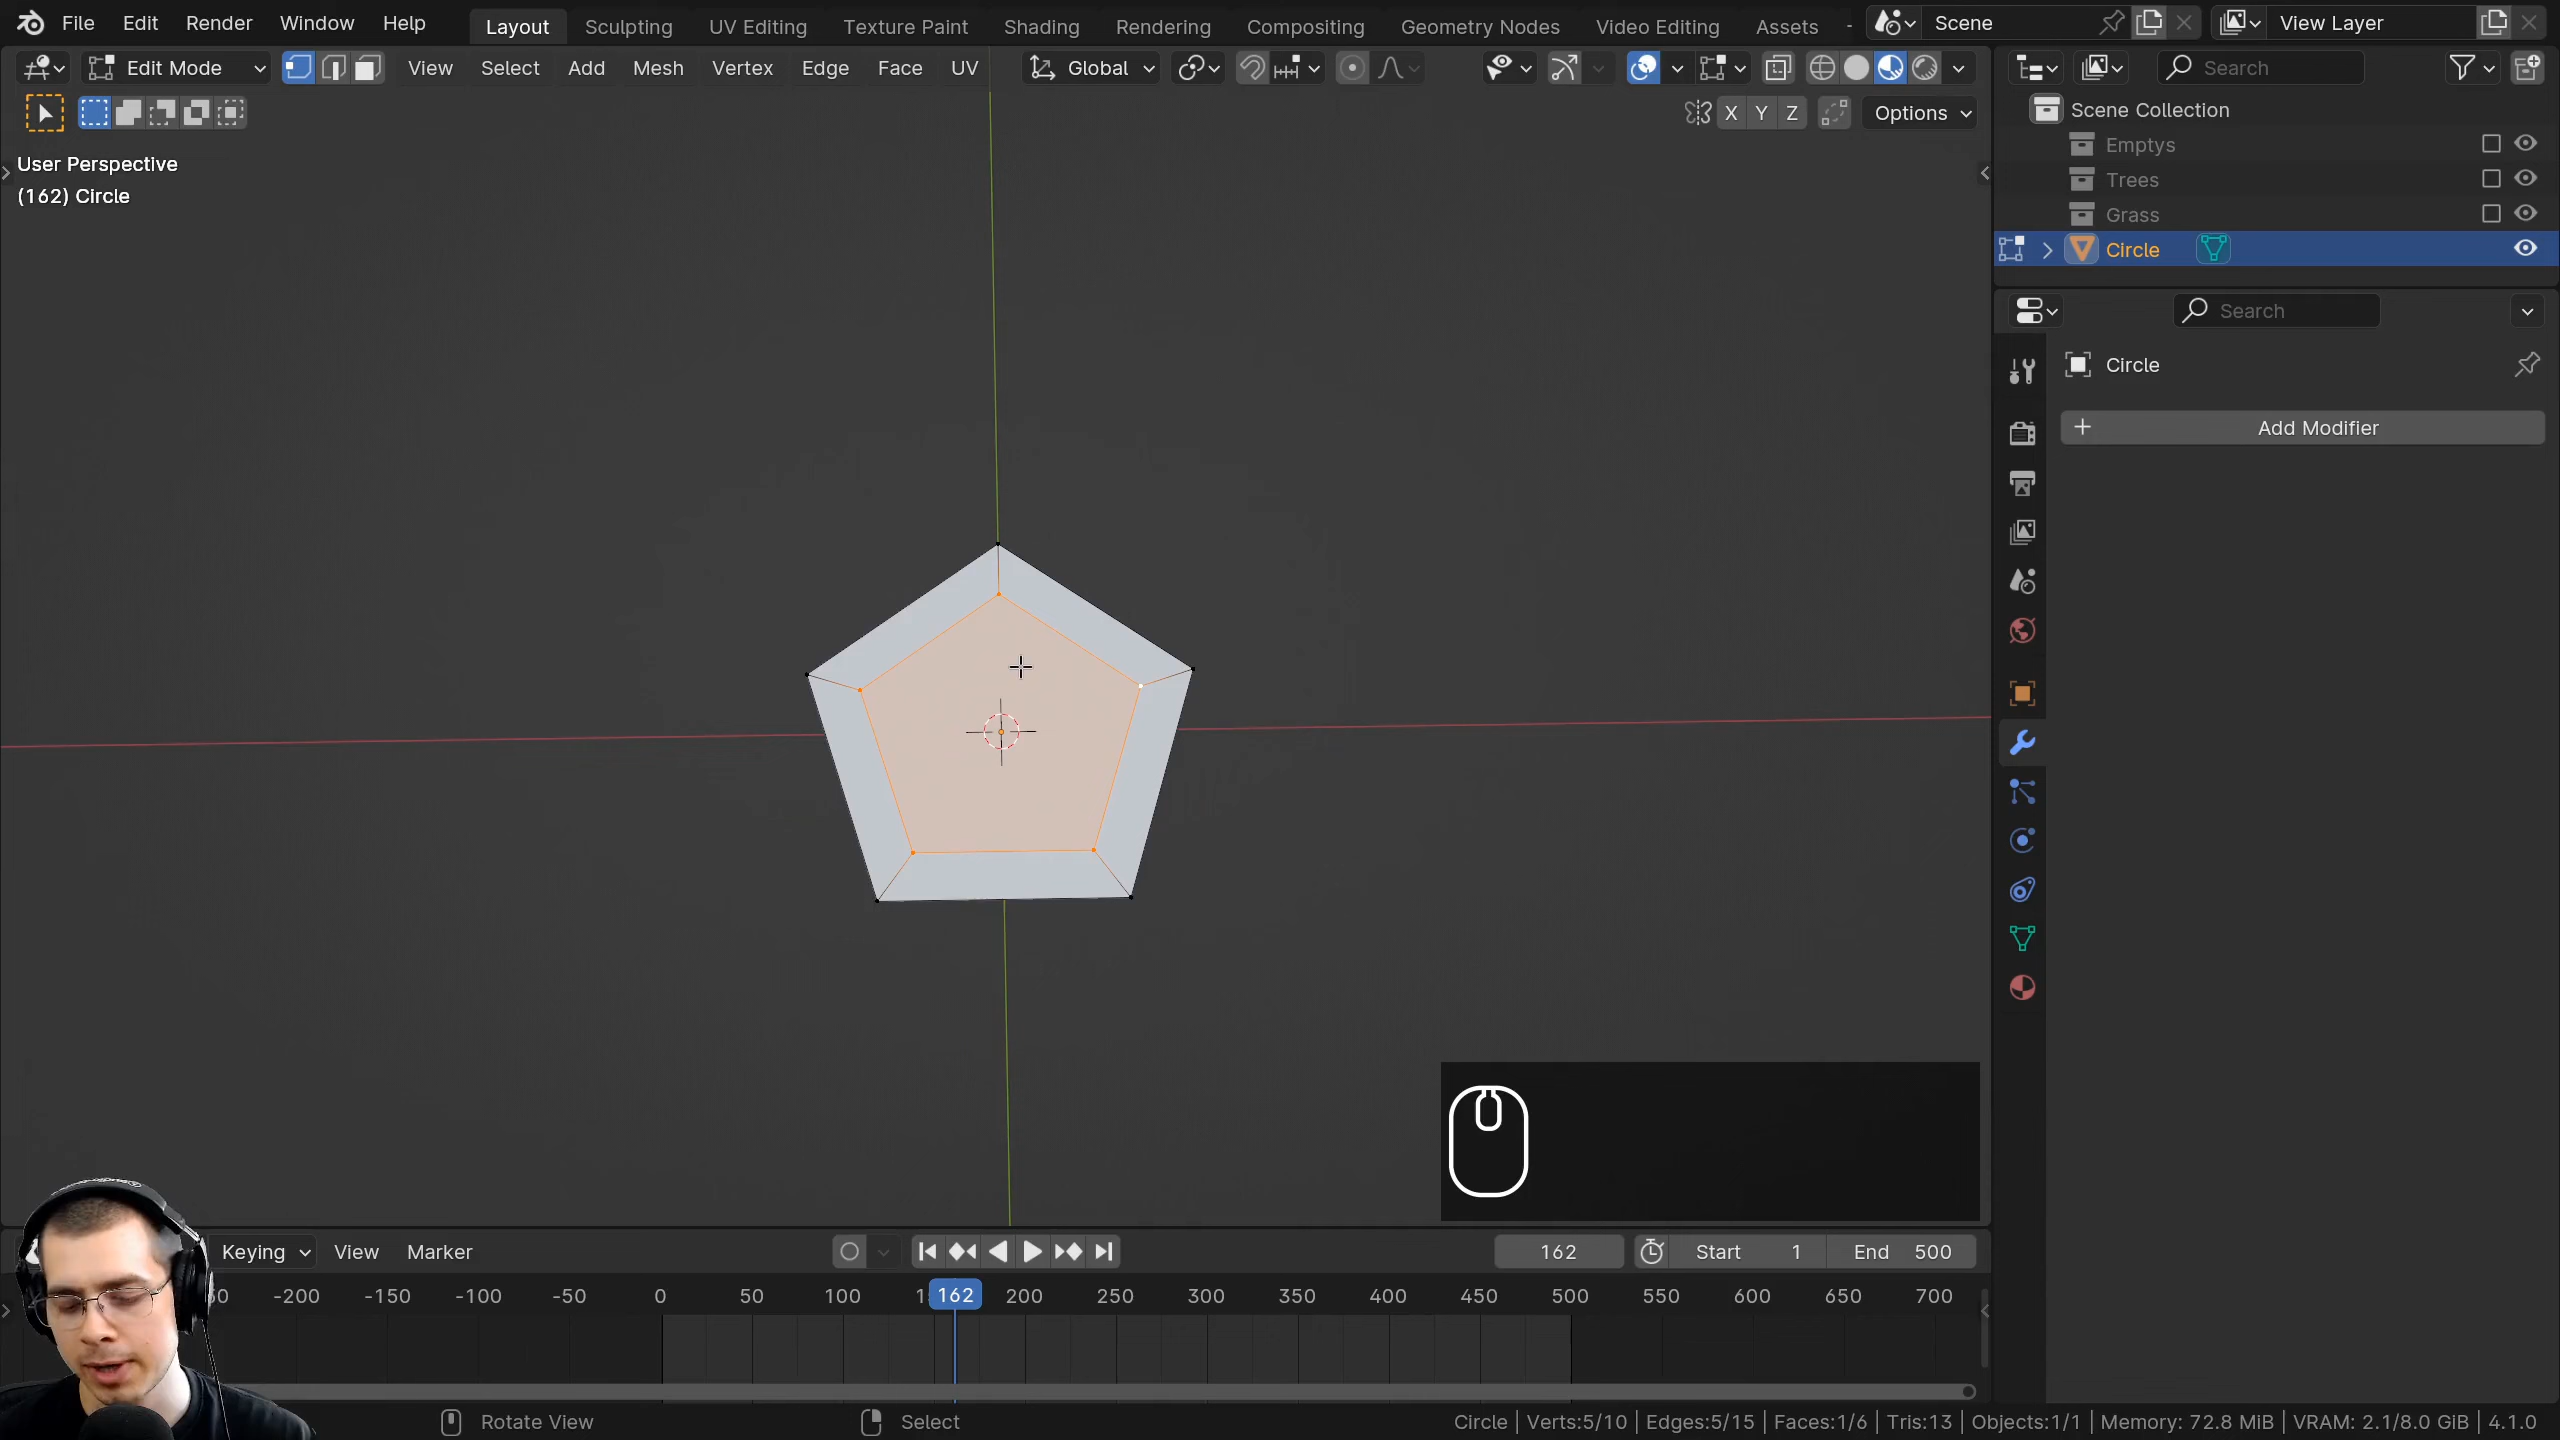 File Edit Render Window Help Layout Sculpting UV Editing Texture Paint Shading Rendering Compositing Geometry Nodes Video Editing Assets Scene View Layer
Edit Mode View Select Add Mesh Vertex Edge Face UV Global Search
X Y Z Options
Scene Collection
Emptys
Trees
Grass
Circle
User Perspective
(162) Circle
Search
Circle
Add Modifier
Keying View Marker 162 Start 1 End 500
-200 -150 -100 -50 0 50 100 162 200 250 300 350 400 450 500 550 600 650 700
Rotate View Select Circle | Verts:5/10 | Edges:5/15 | Faces:1/6 | Tris:13 | Objects:1/1 | Memory: 72.8 MiB | VRAM: 2.1/8.0 GiB | 4.1.0